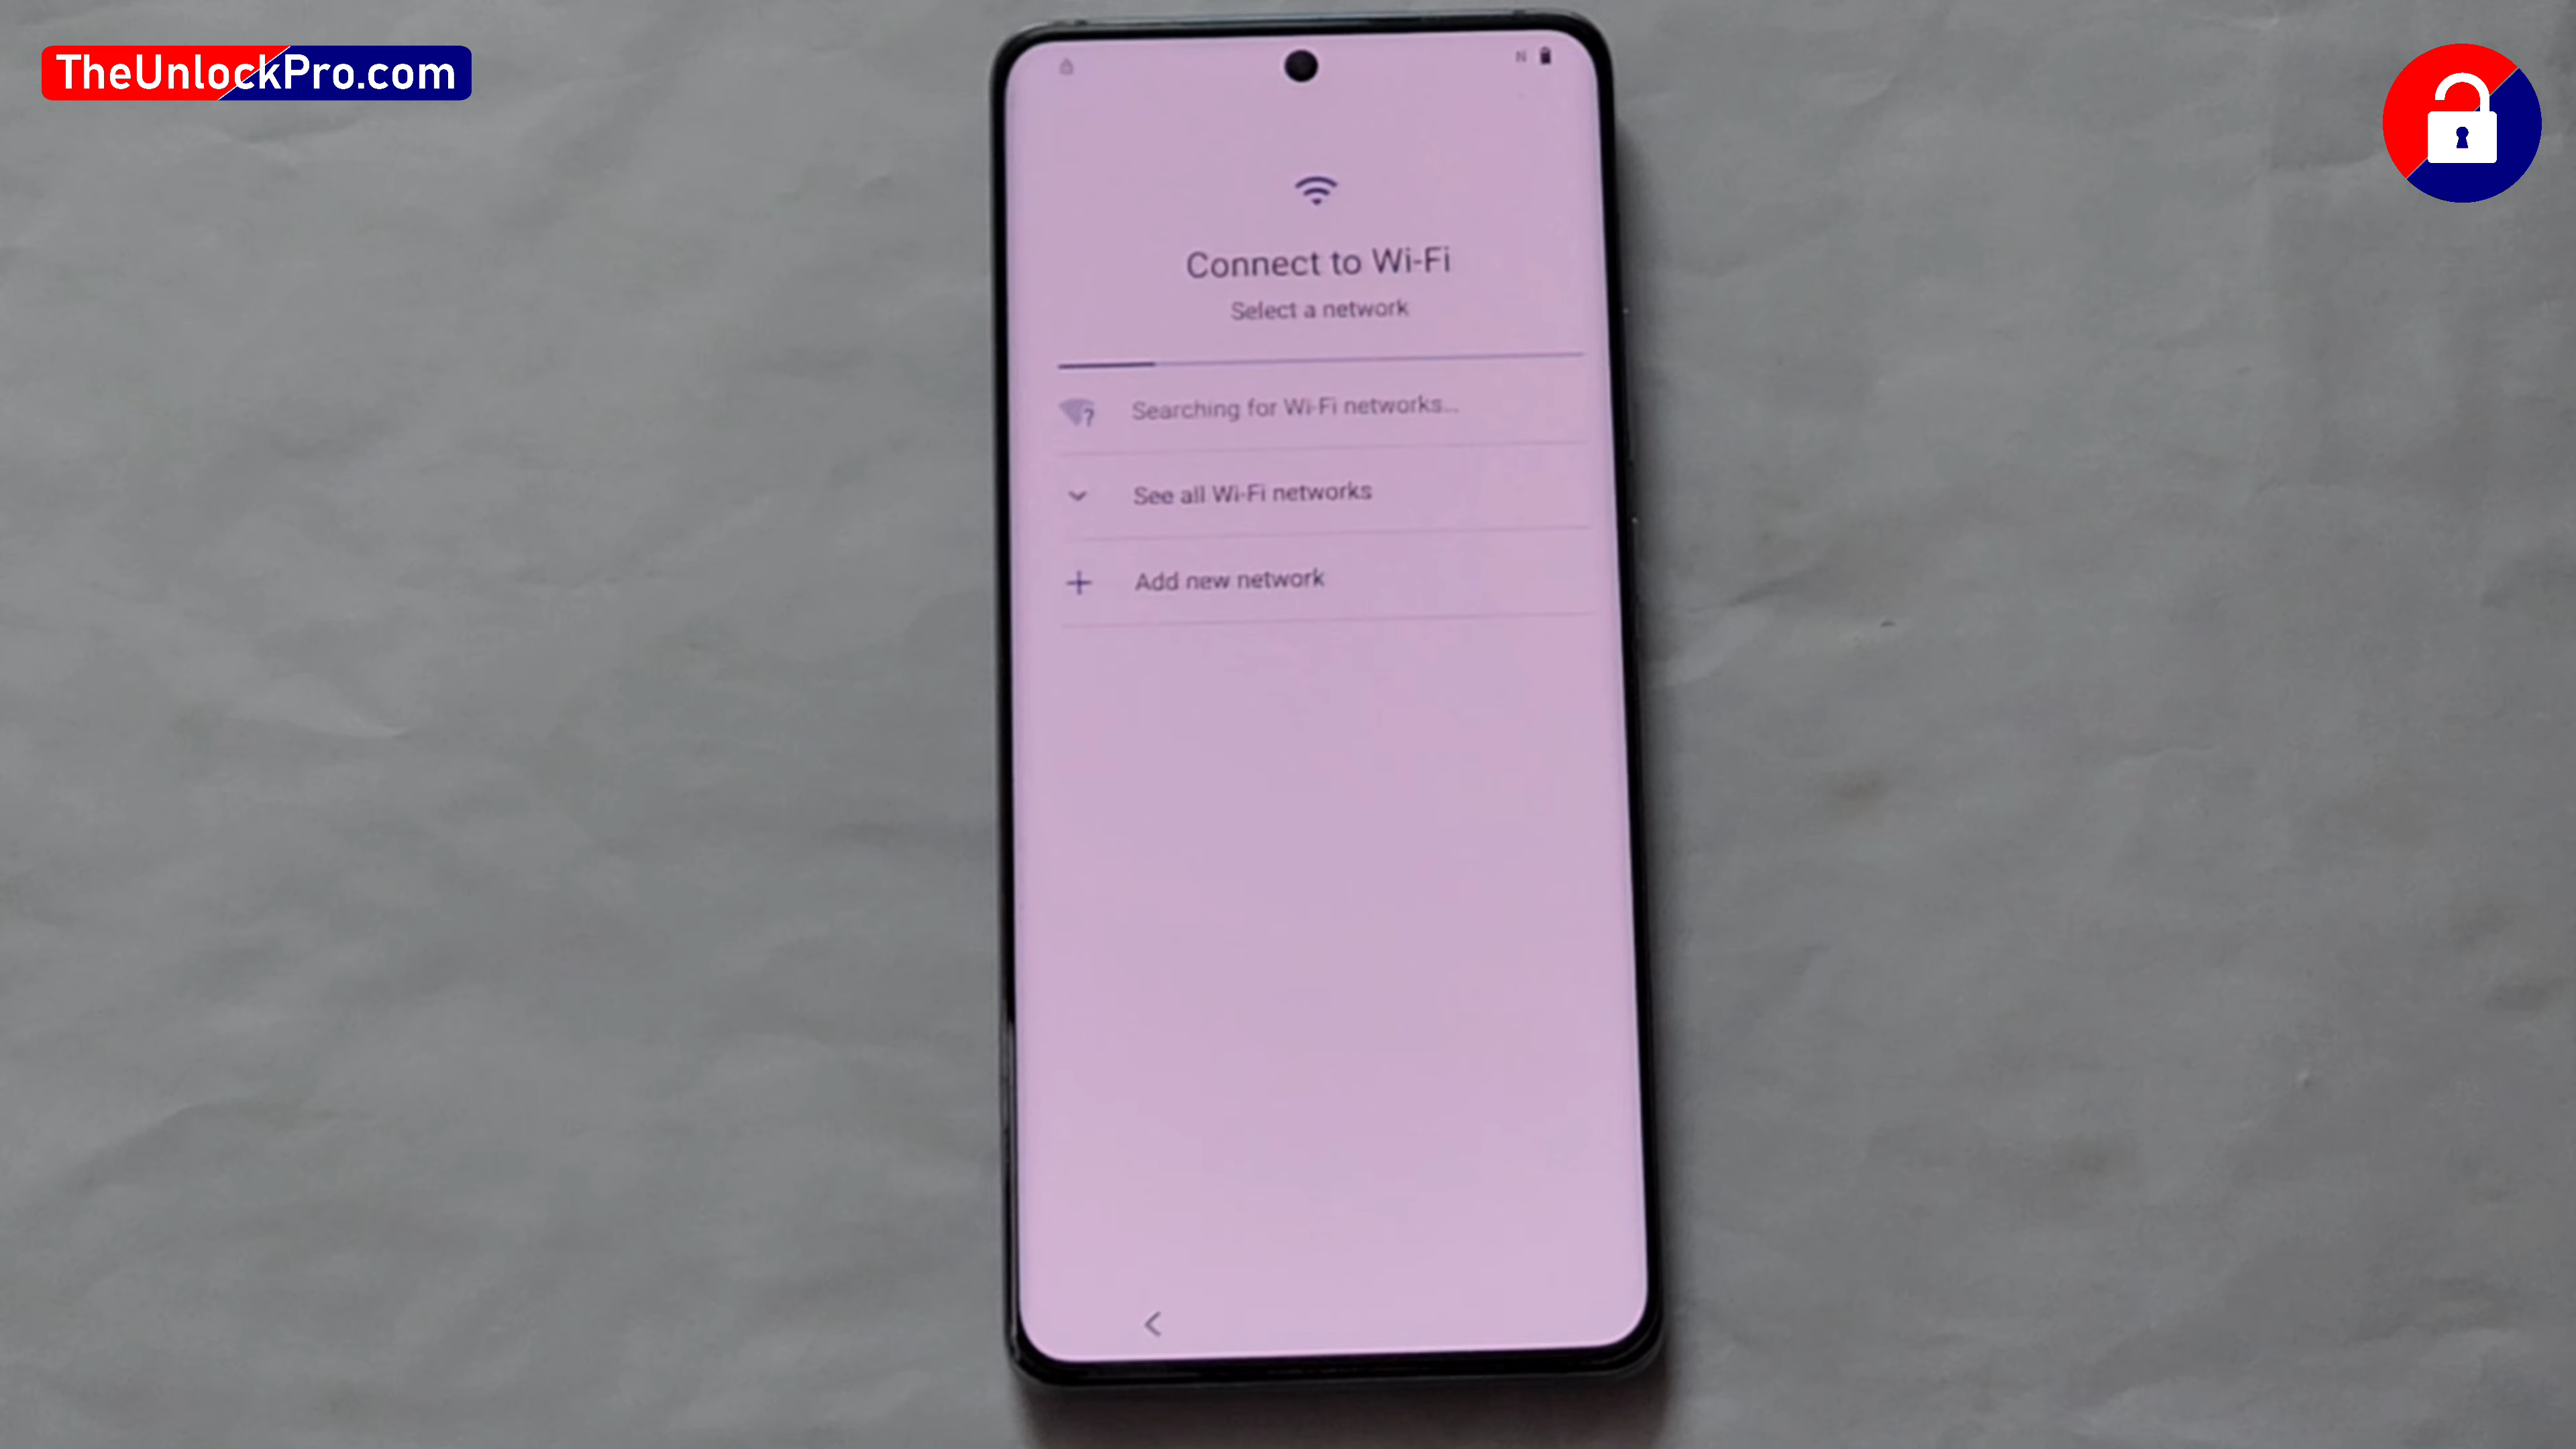 TheUnlockPro.com
N
Connect to Wi-Fi
Select a network
Searching for Wi-Fi networks...
?
See all Wi-Fi networks
Add new network